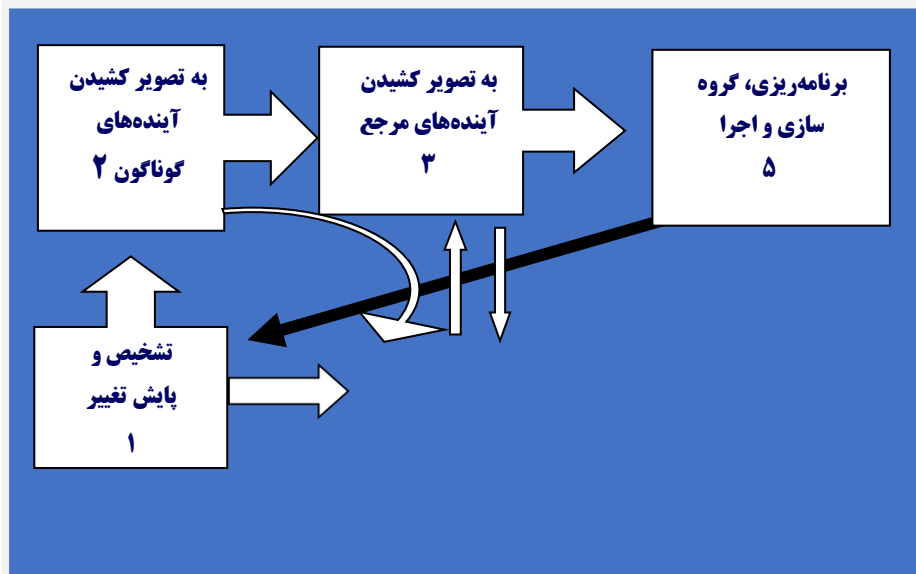 به تصویر کشیدن
آینده‌های
گوناگون ۲
به تصویر کشیدن
آینده‌های مرجع
۳
برنامه‌ریزی، گروه
سازی و اجرا
۵
تشخیص و
پایش تغییر
۱